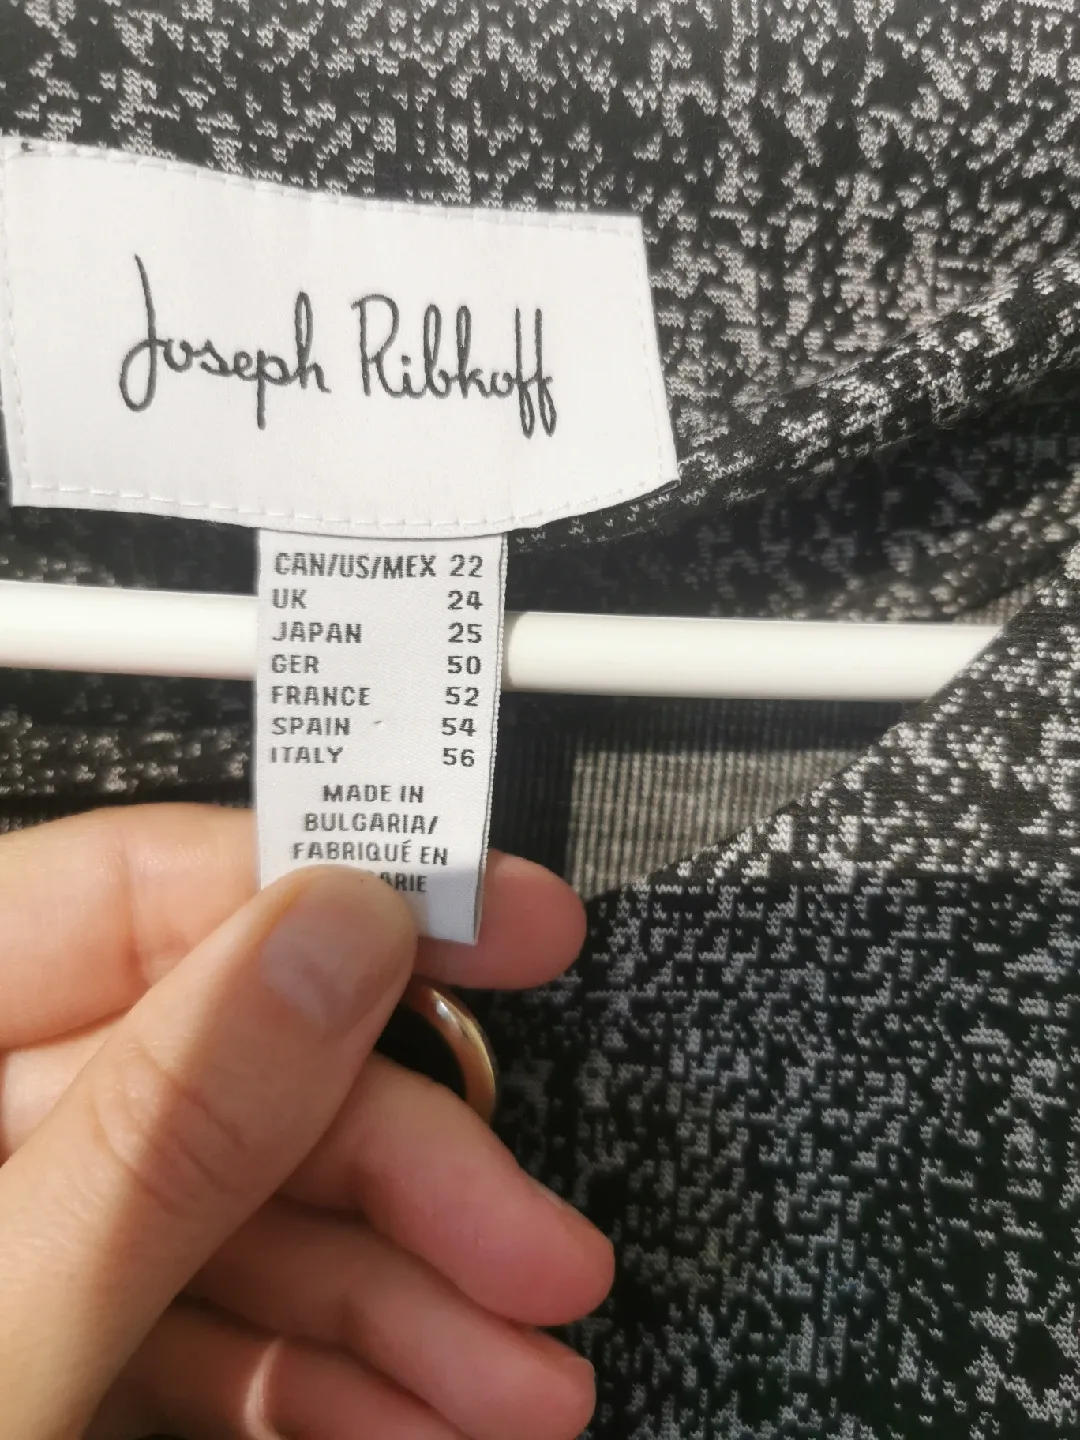 Joseph Ribkoff
CAN/US/MEX 22
UK 24
JAPAN 25
GER 50
FRANCE 52
SPAIN 54
ITALY 56
MADE IN
BULGARIA/
FABRIQUÉ EN